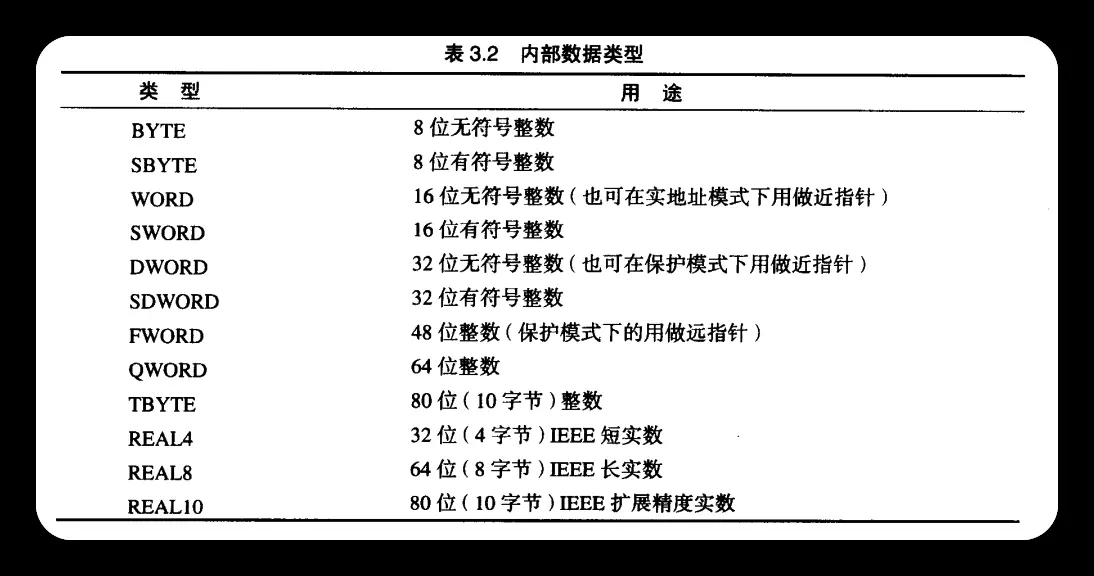 表 3.2 内部数据类型
类 型 用 途
BYTE 8 位无符号整数
SBYTE 8 位有符号整数
WORD 16 位无符号整数(也可在实地址模式下用做近指针)
SWORD 16 位有符号整数
DWORD 32 位无符号整数(也可在保护模式下用做近指针)
SDWORD 32 位有符号整数
FWORD 48 位整数(保护模式下的用做远指针)
QWORD 64 位整数
TBYTE 80 位(10 字节)整数
REAL4 32 位(4 字节)IEEE 短实数
REAL8 64 位(8 字节)IEEE 长实数
REAL10 80 位(10 字节)IEEE 扩展精度实数